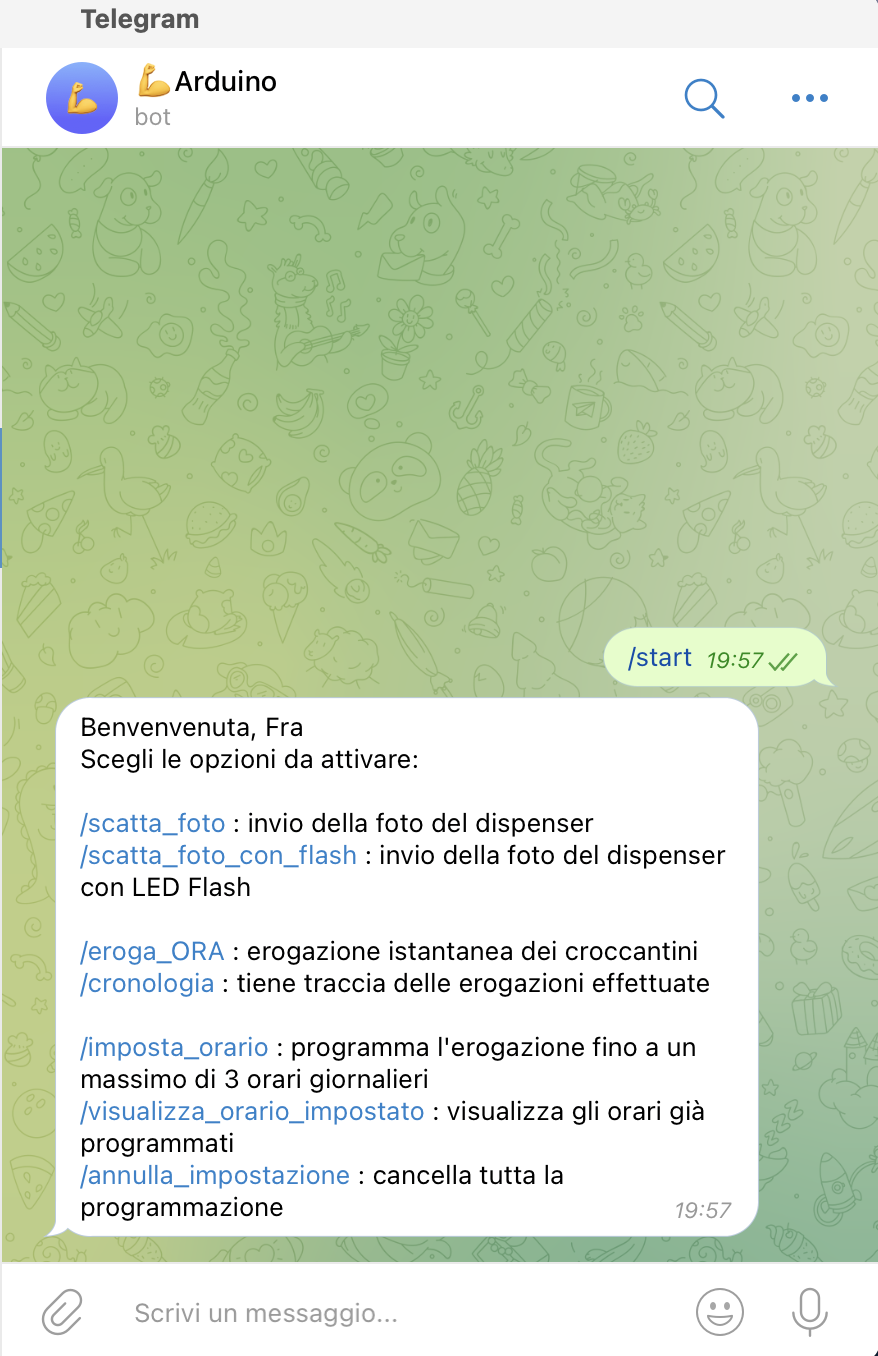 Telegram
💪Arduino
bot
/start 19:57
Benvenvenuta, Fra
Scegli le opzioni da attivare:
/scatta_foto : invio della foto del dispenser
/scatta_foto_con_flash : invio della foto del dispenser
con LED Flash
/eroga_ORA : erogazione istantanea dei croccantini
/cronologia : tiene traccia delle erogazioni effettuate
/imposta_orario : programma l'erogazione fino a un
massimo di 3 orari giornalieri
/visualizza_orario_impostato : visualizza gli orari già
programmati
/annulla_impostazione : cancella tutta la
programmazione 19:57
Scrivi un messaggio...